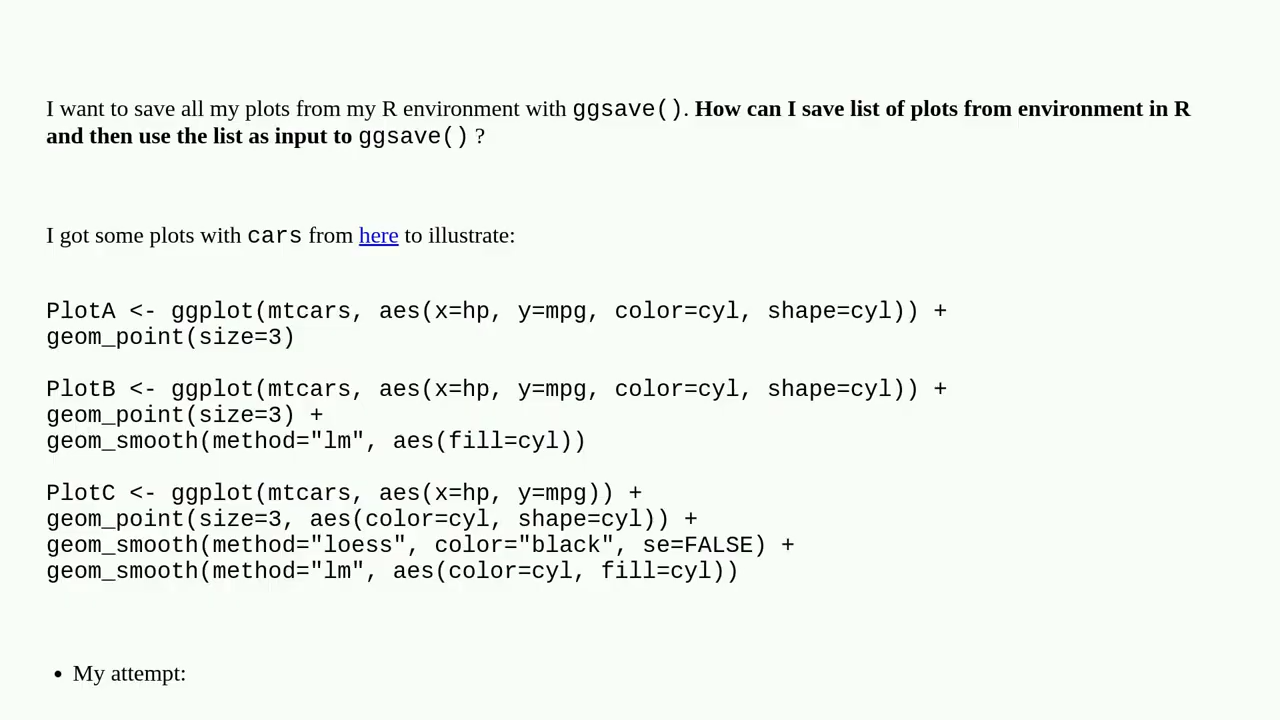 I want to save all my plots from my R environment with ggsave(). How can I save list of plots from environment in R
and then use the list as input to ggsave() ?
I got some plots with cars from here to illustrate:
PlotA <- ggplot(mtcars, aes(x=hp, y=mpg, color=cyl, shape=cyl)) +
geom_point(size=3)
PlotB <- ggplot(mtcars, aes(x=hp, y=mpg, color=cyl, shape=cyl)) +
geom_point(size=3) +
geom_smooth(method="lm", aes(fill=cyl))
PlotC <- ggplot(mtcars, aes(x=hp, y=mpg)) +
geom_point(size=3, aes(color=cyl, shape=cyl)) +
geom_smooth(method="loess", color="black", se=FALSE) +
geom_smooth(method="lm", aes(color=cyl, fill=cyl))
• My attempt: